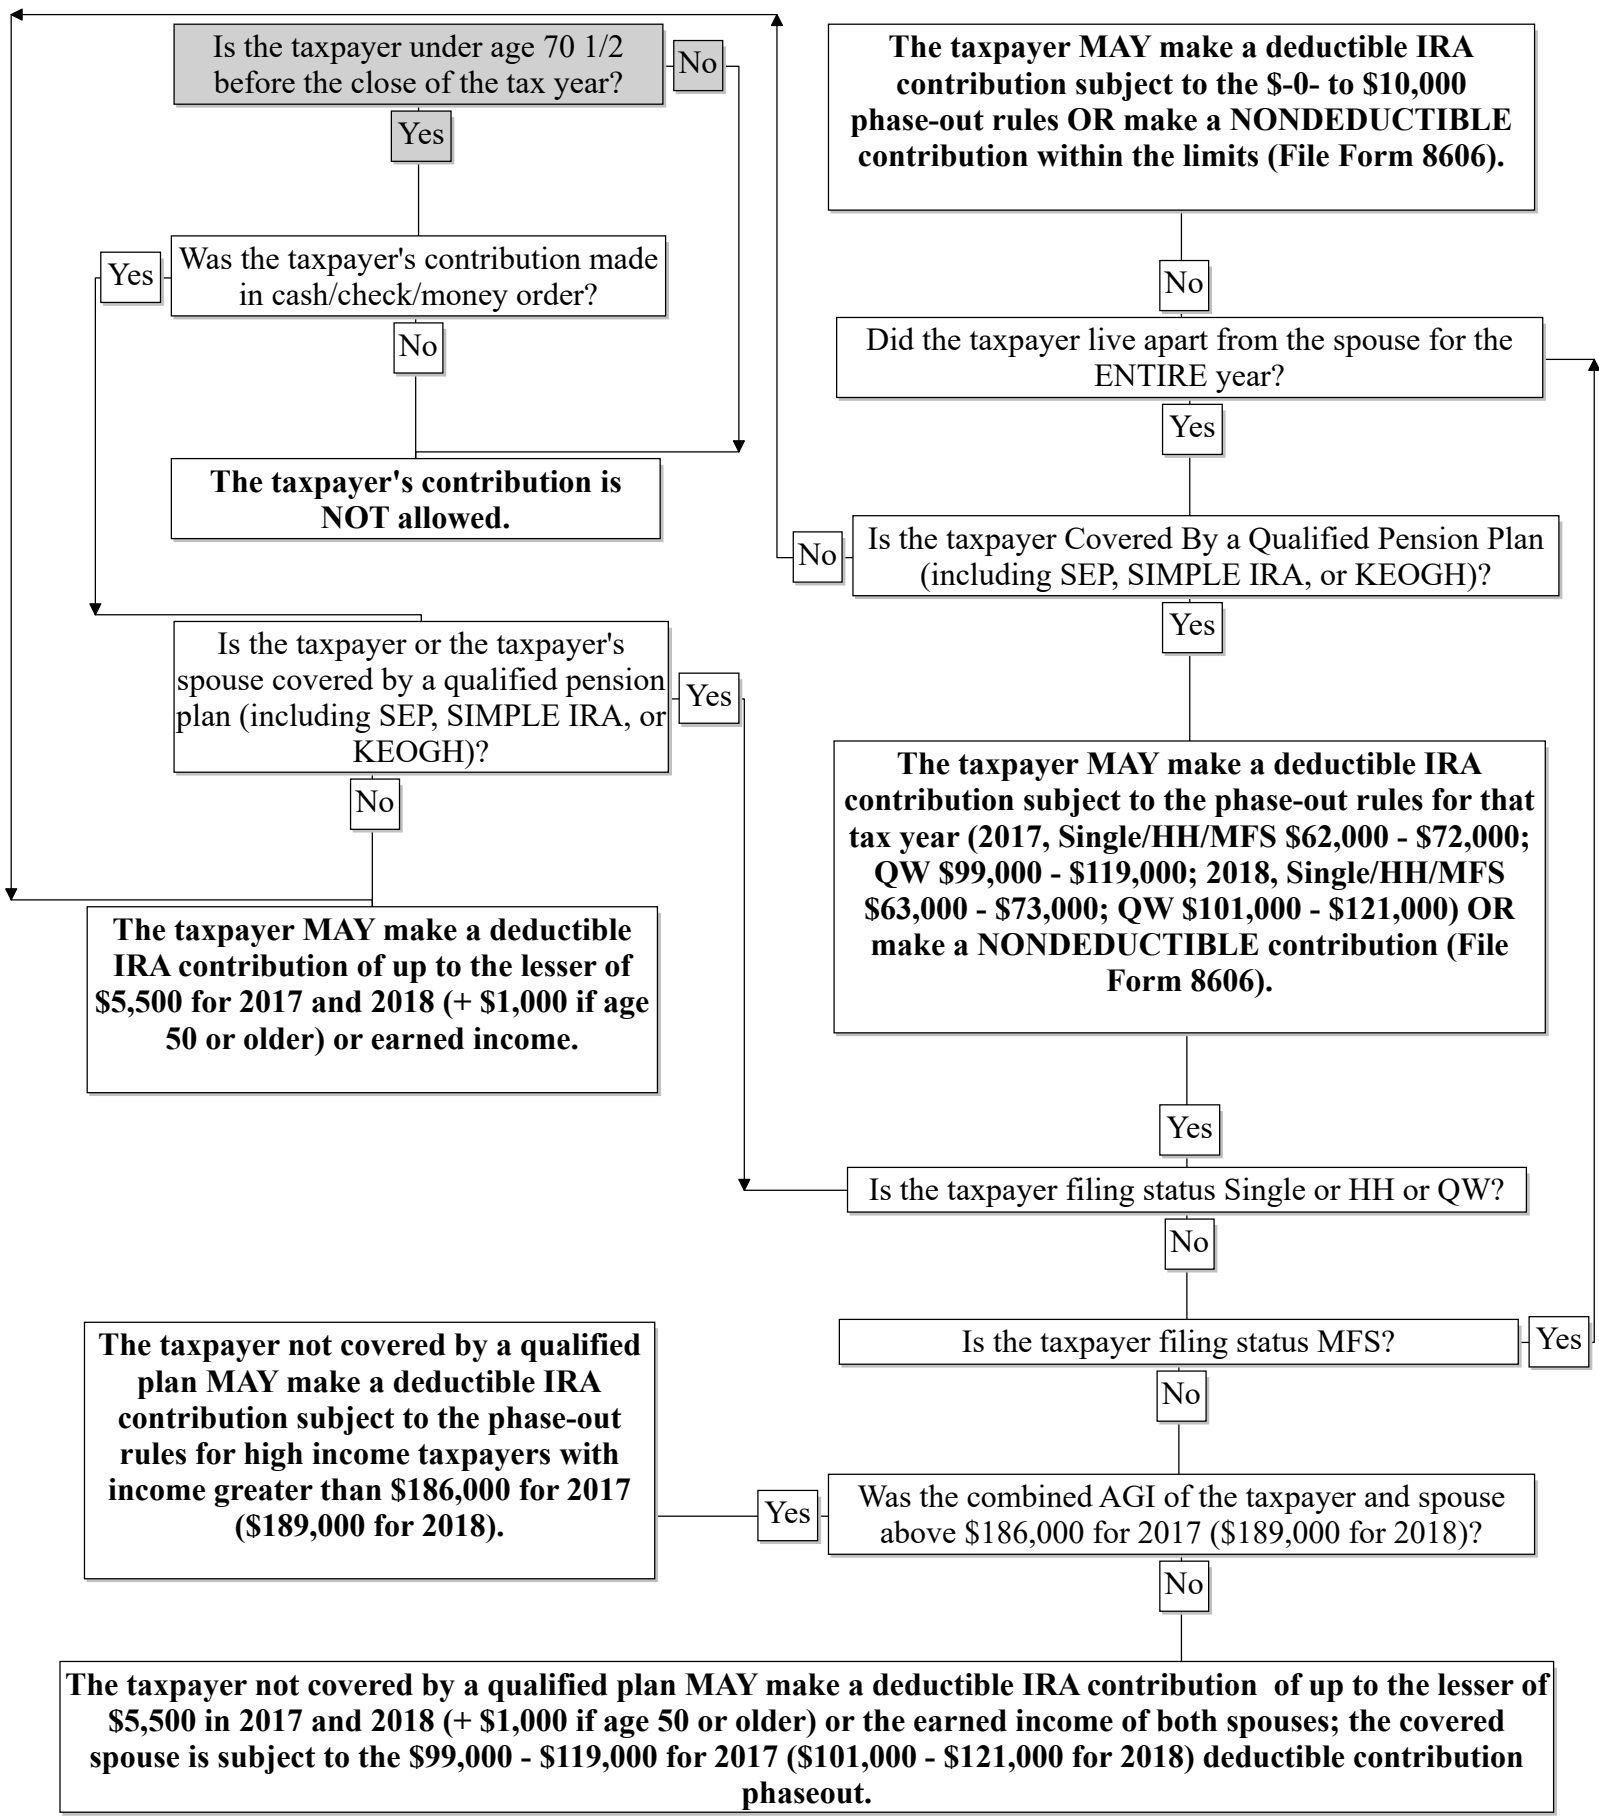 Is the taxpayer under age 70 1/2
before the close of the tax year?
No
Yes
Was the taxpayer's contribution made
in cash/check/money order?
Yes
No
The taxpayer's contribution is
NOT allowed.
Is the taxpayer or the taxpayer's
spouse covered by a qualified pension
plan (including SEP, SIMPLE IRA, or
KEOGH)?
Yes
No
The taxpayer MAY make a deductible
IRA contribution of up to the lesser of
$5,500 for 2017 and 2018 (+ $1,000 if age
50 or older) or earned income.
The taxpayer MAY make a deductible IRA
contribution subject to the $-0- to $10,000
phase-out rules OR make a NONDEDUCTIBLE
contribution within the limits (File Form 8606).
No
Did the taxpayer live apart from the spouse for the
ENTIRE year?
Yes
No
Is the taxpayer Covered By a Qualified Pension Plan
(including SEP, SIMPLE IRA, or KEOGH)?
Yes
The taxpayer MAY make a deductible IRA
contribution subject to the phase-out rules for that
tax year (2017, Single/HH/MFS $62,000 - $72,000;
QW $99,000 - $119,000; 2018, Single/HH/MFS
$63,000 - $73,000; QW $101,000 - $121,000) OR
make a NONDEDUCTIBLE contribution (File
Form 8606).
Yes
Is the taxpayer filing status Single or HH or QW?
No
Is the taxpayer filing status MFS?
Yes
No
Was the combined AGI of the taxpayer and spouse
above $186,000 for 2017 ($189,000 for 2018)?
Yes
The taxpayer not covered by a qualified
plan MAY make a deductible IRA
contribution subject to the phase-out
rules for high income taxpayers with
income greater than $186,000 for 2017
($189,000 for 2018).
No
The taxpayer not covered by a qualified plan MAY make a deductible IRA contribution of up to the lesser of
$5,500 in 2017 and 2018 (+ $1,000 if age 50 or older) or the earned income of both spouses; the covered
spouse is subject to the $99,000 - $119,000 for 2017 ($101,000 - $121,000 for 2018) deductible contribution
phaseout.